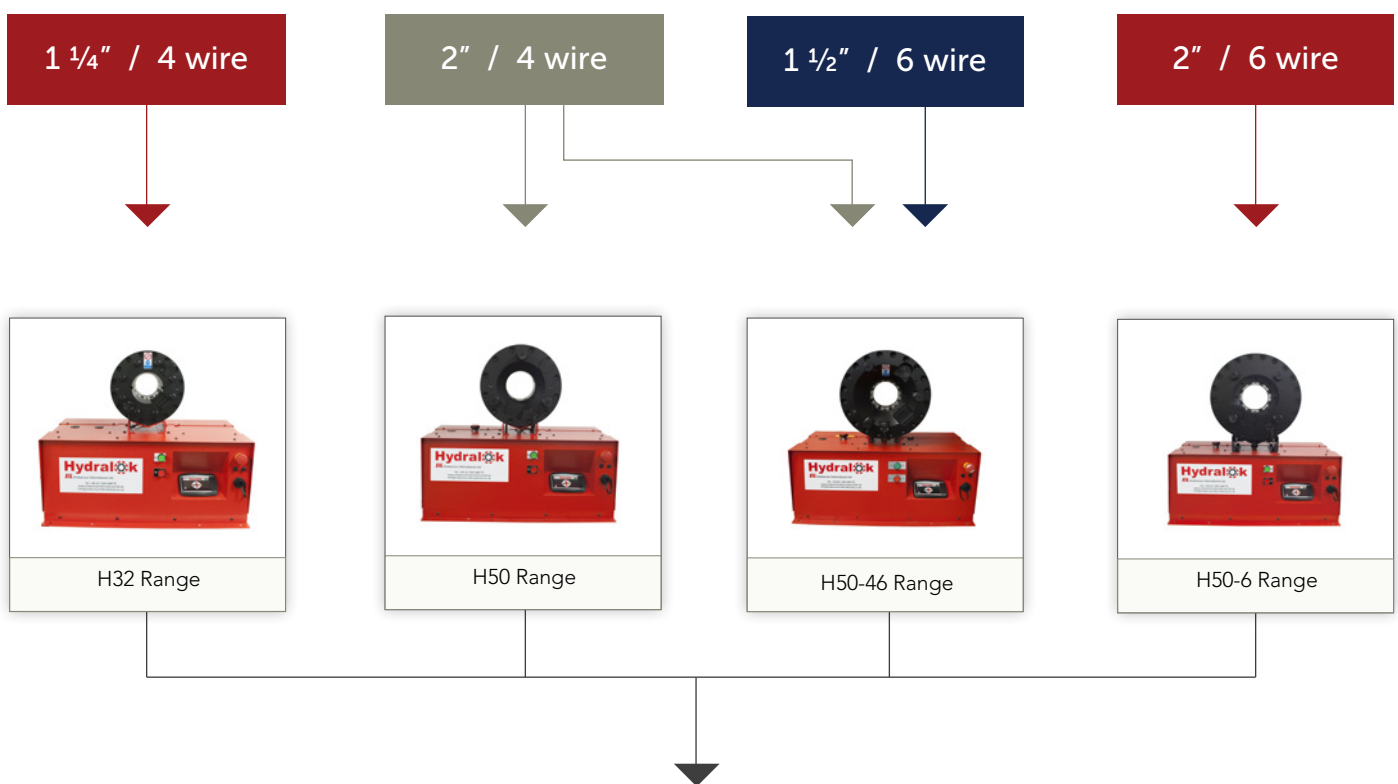 1 ¼” / 4 wire
2” / 4 wire
1 ½” / 6 wire
2” / 6 wire
Hydralok
Hydralok
Hydralok
Hydralok
H32 Range
H50 Range
H50-46 Range
H50-6 Range